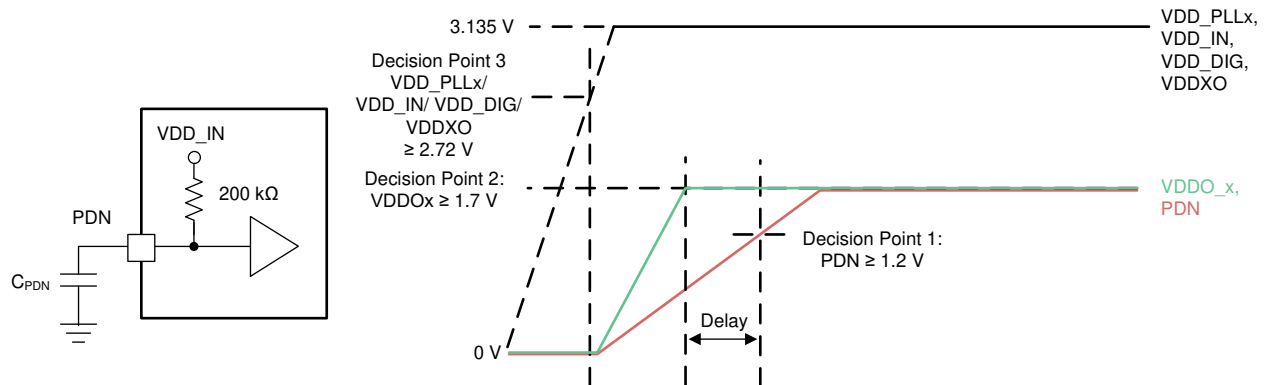 VDD_IN
200 kΩ
PDN
CPDN
3.135 V
Decision Point 3
VDD_PLLx/
VDD_IN/ VDD_DIG/
VDDXO
≥ 2.72 V
Decision Point 2:
VDDOx ≥ 1.7 V
0 V
Delay
Decision Point 1:
PDN ≥ 1.2 V
VDD_PLLx,
VDD_IN,
VDD_DIG,
VDDXO
VDDO_x,
PDN